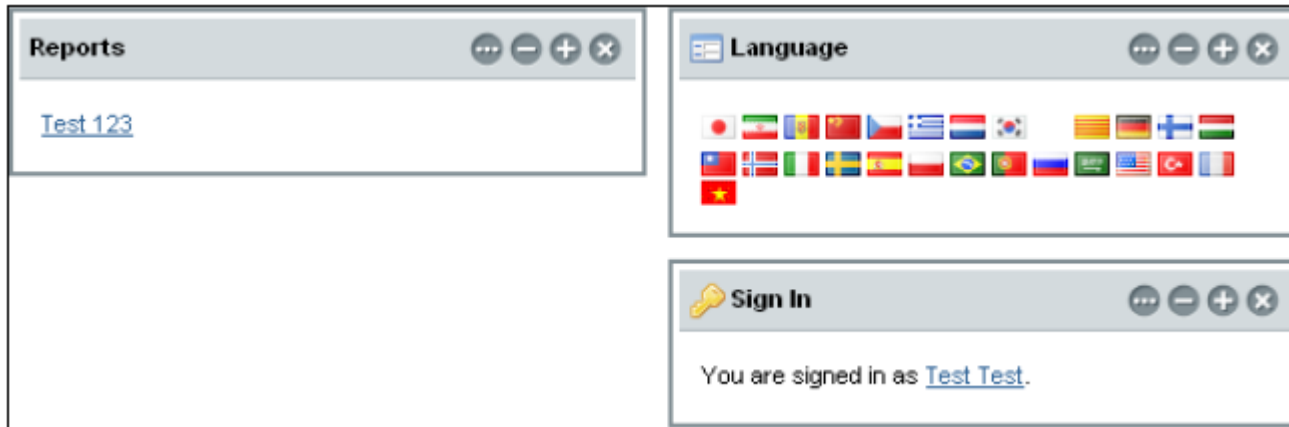 Reports
Test 123
Language
Sign In
You are signed in as Test Test.